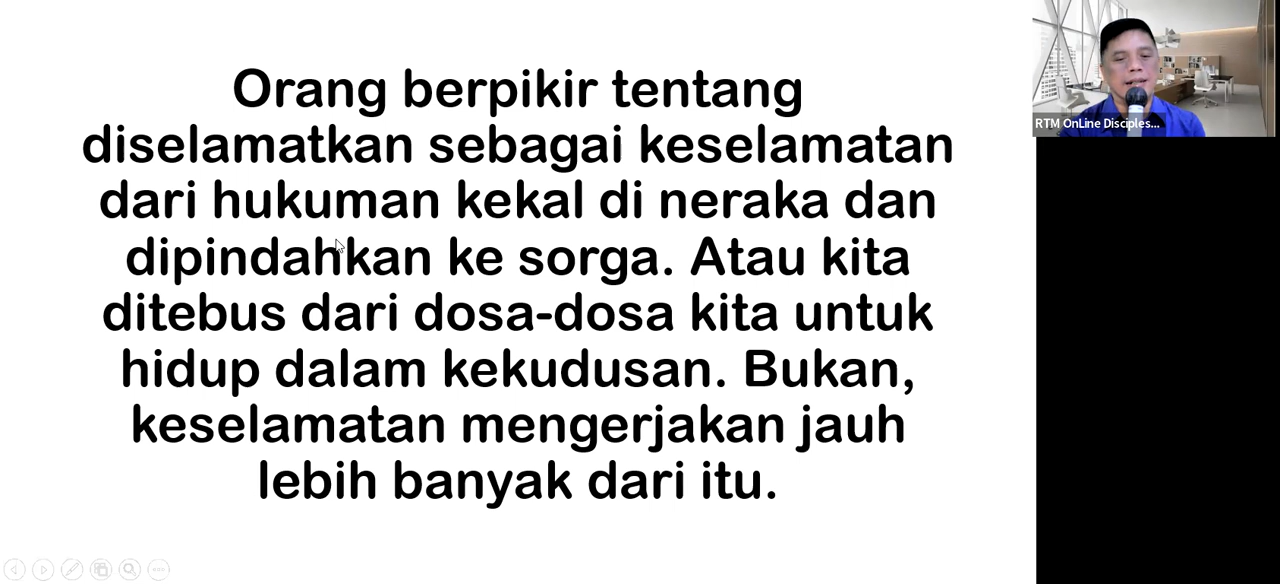 Orang berpikir tentang
diselamatkan sebagai keselamatan
dari hukuman kekal di neraka dan
dipindahkan ke sorga. Atau kita
ditebus dari dosa-dosa kita untuk
hidup dalam kekudusan. Bukan,
keselamatan mengerjakan jauh
lebih banyak dari itu.
RTM OnLine Disciples...